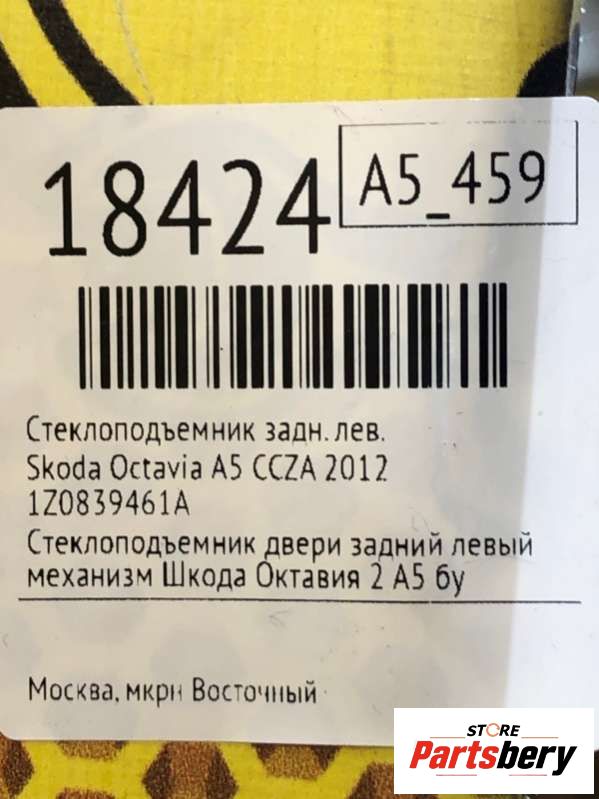 18424
A5_459
Стеклоподъемник задн. лев.
Skoda Octavia A5 CCZA 2012
1Z0839461A
Стеклоподъемник двери задний левый
механизм Шкода Октавия 2 А5 бу
Москва, мкрн Восточный
STORE
Partsbery